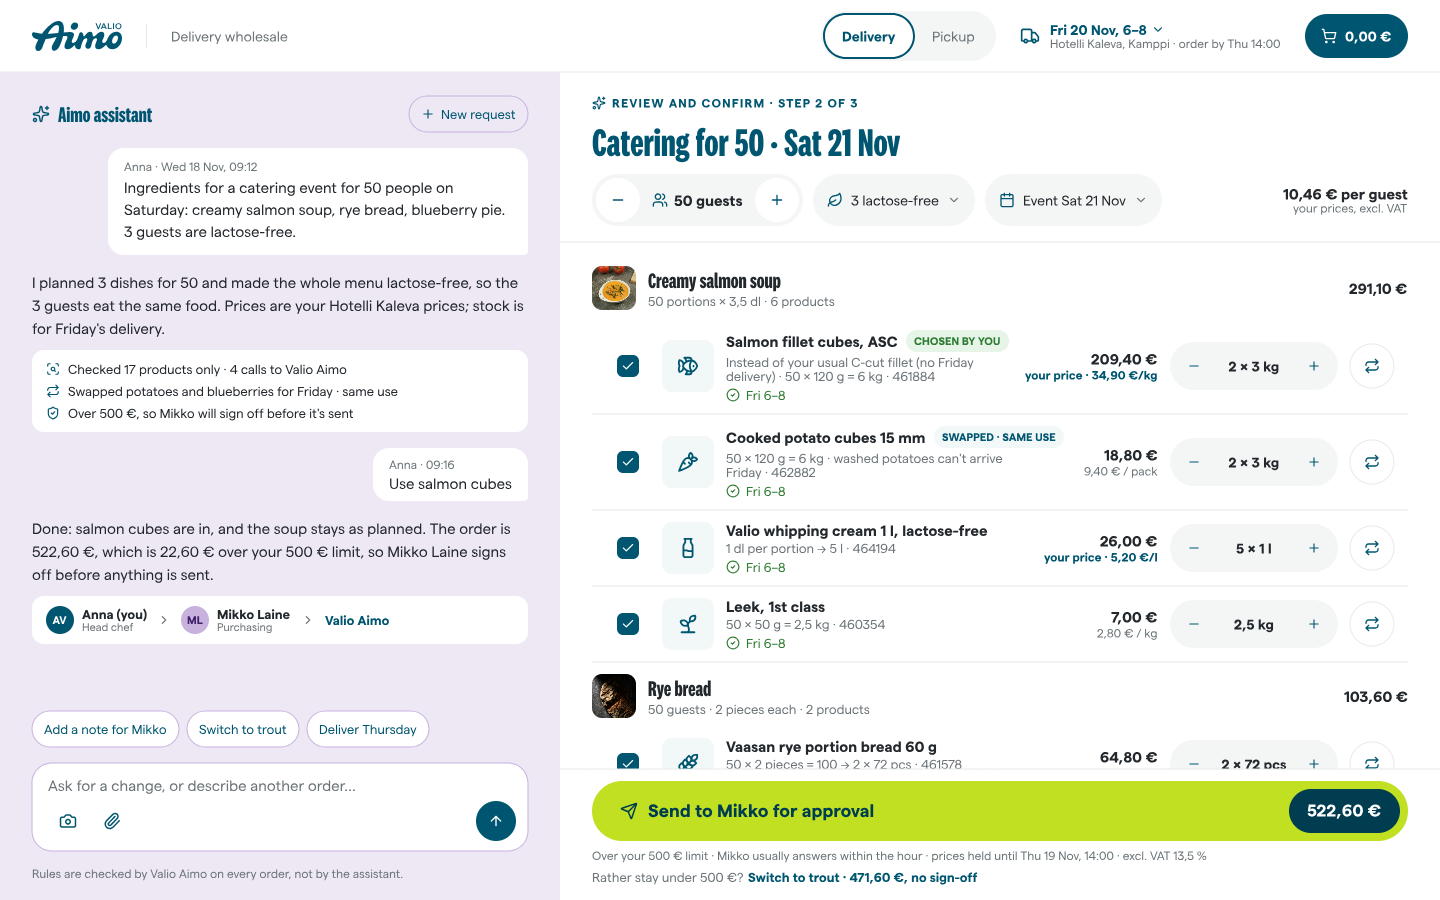 VALIO
Aimo
Delivery wholesale
Delivery
Pickup
Fri 20 Nov, 6–8
Hotelli Kaleva, Kamppi · order by Thu 14:00
0,00 €
Aimo assistant
New request
Anna · Wed 18 Nov, 09:12
Ingredients for a catering event for 50 people on
Saturday: creamy salmon soup, rye bread, blueberry pie.
3 guests are lactose-free.
I planned 3 dishes for 50 and made the whole menu lactose-free, so the
3 guests eat the same food. Prices are your Hotelli Kaleva prices; stock is
for Friday's delivery.
Checked 17 products only · 4 calls to Valio Aimo
Swapped potatoes and blueberries for Friday · same use
Over 500 €, so Mikko will sign off before it's sent
Anna · 09:16
Use salmon cubes
Done: salmon cubes are in, and the soup stays as planned. The order is
522,60 €, which is 22,60 € over your 500 € limit, so Mikko Laine signs
off before anything is sent.
AV
Anna (you)
Head chef
ML
Mikko Laine
Purchasing
Valio Aimo
Add a note for Mikko
Switch to trout
Deliver Thursday
Ask for a change, or describe another order...
Rules are checked by Valio Aimo on every order, not by the assistant.
REVIEW AND CONFIRM · STEP 2 OF 3
Catering for 50 · Sat 21 Nov
− 50 guests +
3 lactose-free
Event Sat 21 Nov
10,46 € per guest
your prices, excl. VAT
Creamy salmon soup
50 portions × 3,5 dl · 6 products
291,10 €
Salmon fillet cubes, ASC
CHOSEN BY YOU
Instead of your usual C-cut fillet (no Friday
delivery) · 50 × 120 g = 6 kg · 461884
Fri 6–8
209,40 €
your price · 34,90 €/kg
− 2 × 3 kg +
Cooked potato cubes 15 mm
SWAPPED · SAME USE
50 × 120 g = 6 kg · washed potatoes can't arrive
Friday · 462882
Fri 6–8
18,80 €
9,40 € / pack
− 2 × 3 kg +
Valio whipping cream 1 l, lactose-free
1 dl per portion → 5 l · 464194
Fri 6–8
26,00 €
your price · 5,20 €/l
− 5 × 1 l +
Leek, 1st class
50 × 50 g = 2,5 kg · 460354
Fri 6–8
7,00 €
2,80 € / kg
− 2,5 kg +
Rye bread
50 guests · 2 pieces each · 2 products
103,60 €
Vaasan rye portion bread 60 g
50 × 2 pieces = 100 → 2 × 72 pcs · 461578
64,80 €
− 2 × 72 pcs +
Send to Mikko for approval
522,60 €
Over your 500 € limit · Mikko usually answers within the hour · prices held until Thu 19 Nov, 14:00 · excl. VAT 13,5 %
Rather stay under 500 €? Switch to trout · 471,60 €, no sign-off